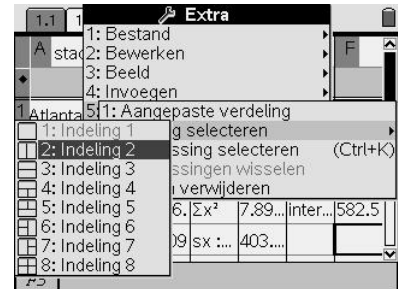 Extra
1.1 1
1: Bestand
A stad 2: Bewerken F
3: Beeld
4: Invoegen
1 Atlanta 5: 1: Aangepaste verdeling
1: Indeling 1 g selecteren
2: Indeling 2 ssing selecteren (Ctrl+K)
3: Indeling 3 ssingen wisselen
4: Indeling 4 verwijderen
5: Indeling 5 6. Σx² 7.89... inter... 582.5
6: Indeling 6
7: Indeling 7 09 sx :... 403....
8: Indeling 8